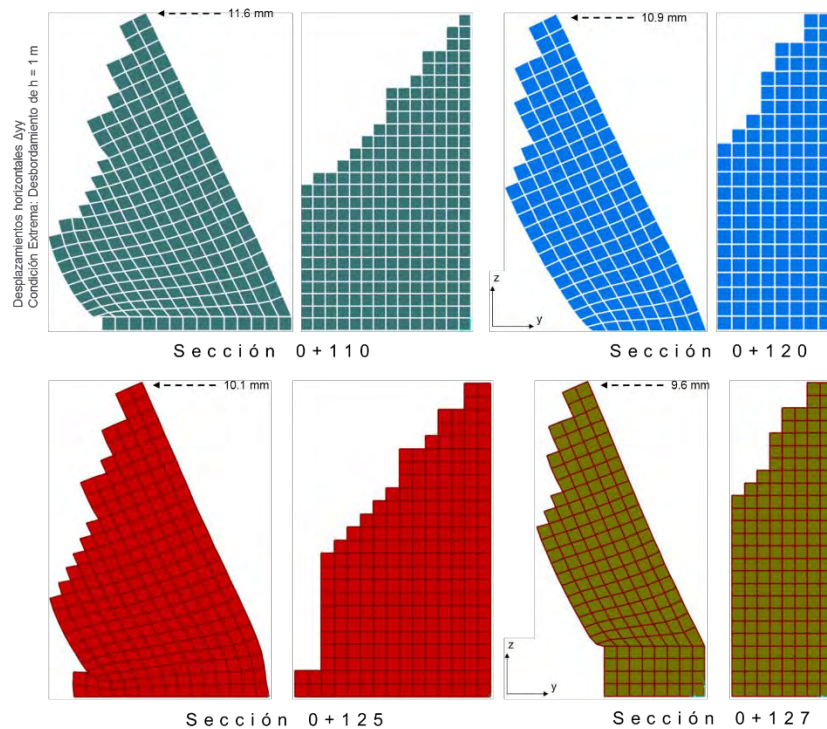 Desplazamientos horizontales Δyy
Condición Extrema: Desbordamiento de h = 1 m
11.6 mm
10.9 mm
z
y
Sección 0+110
Sección 0+120
10.1 mm
9.6 mm
z
y
Sección 0+125
Sección 0+127